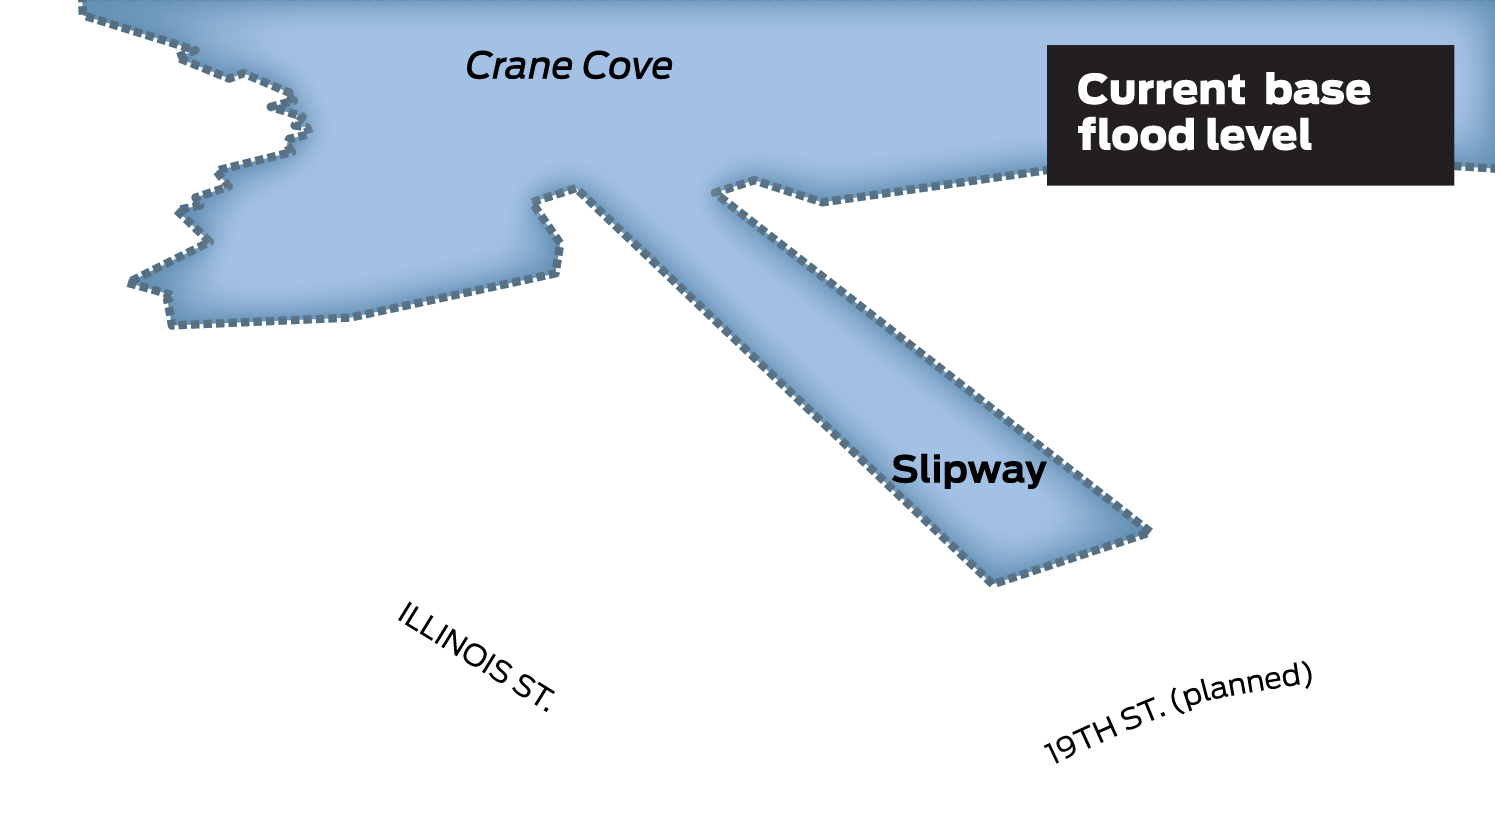 Crane Cove
Current base
flood level
Slipway
ILLINOIS ST.
19TH ST. (planned)